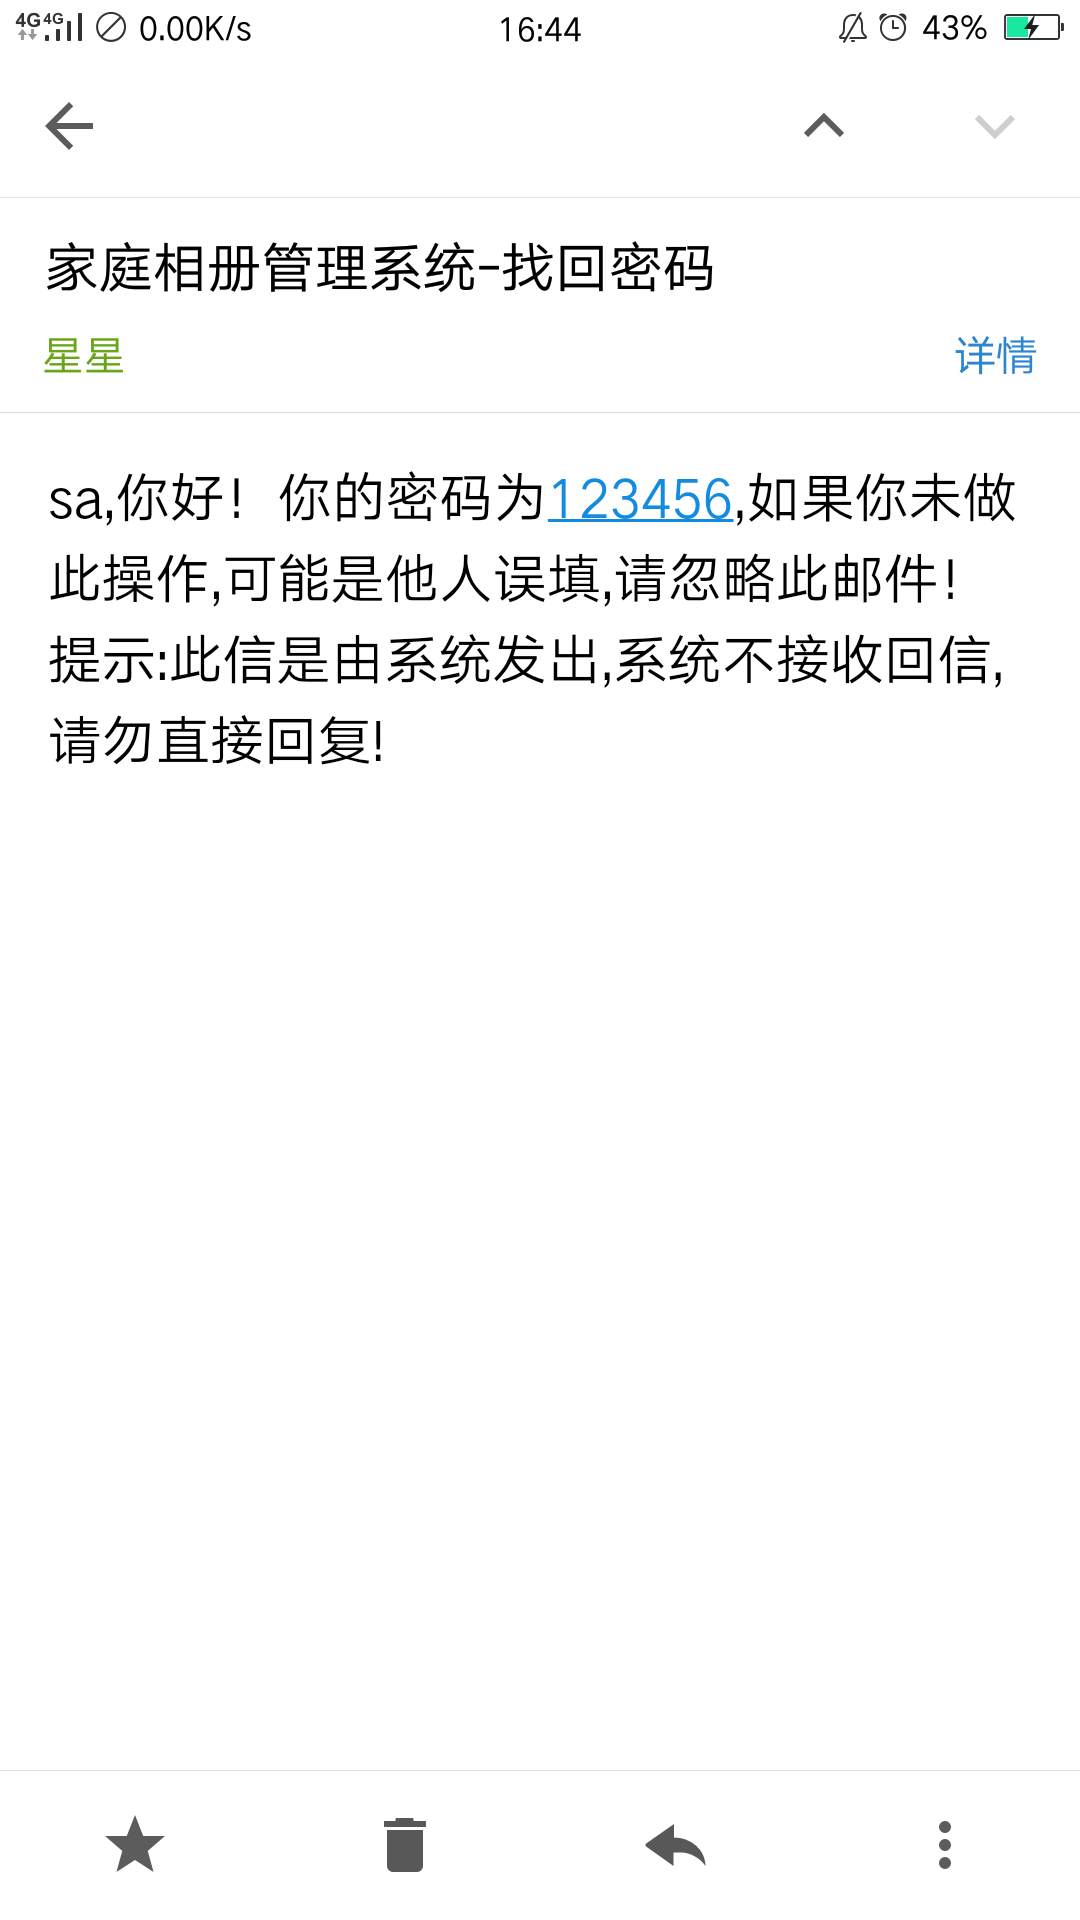 4G 4G 0.00K/s 16:44 43%
家庭相册管理系统-找回密码
星星 详情
sa,你好！你的密码为123456,如果你未做
此操作,可能是他人误填,请忽略此邮件！
提示:此信是由系统发出,系统不接收回信,
请勿直接回复!